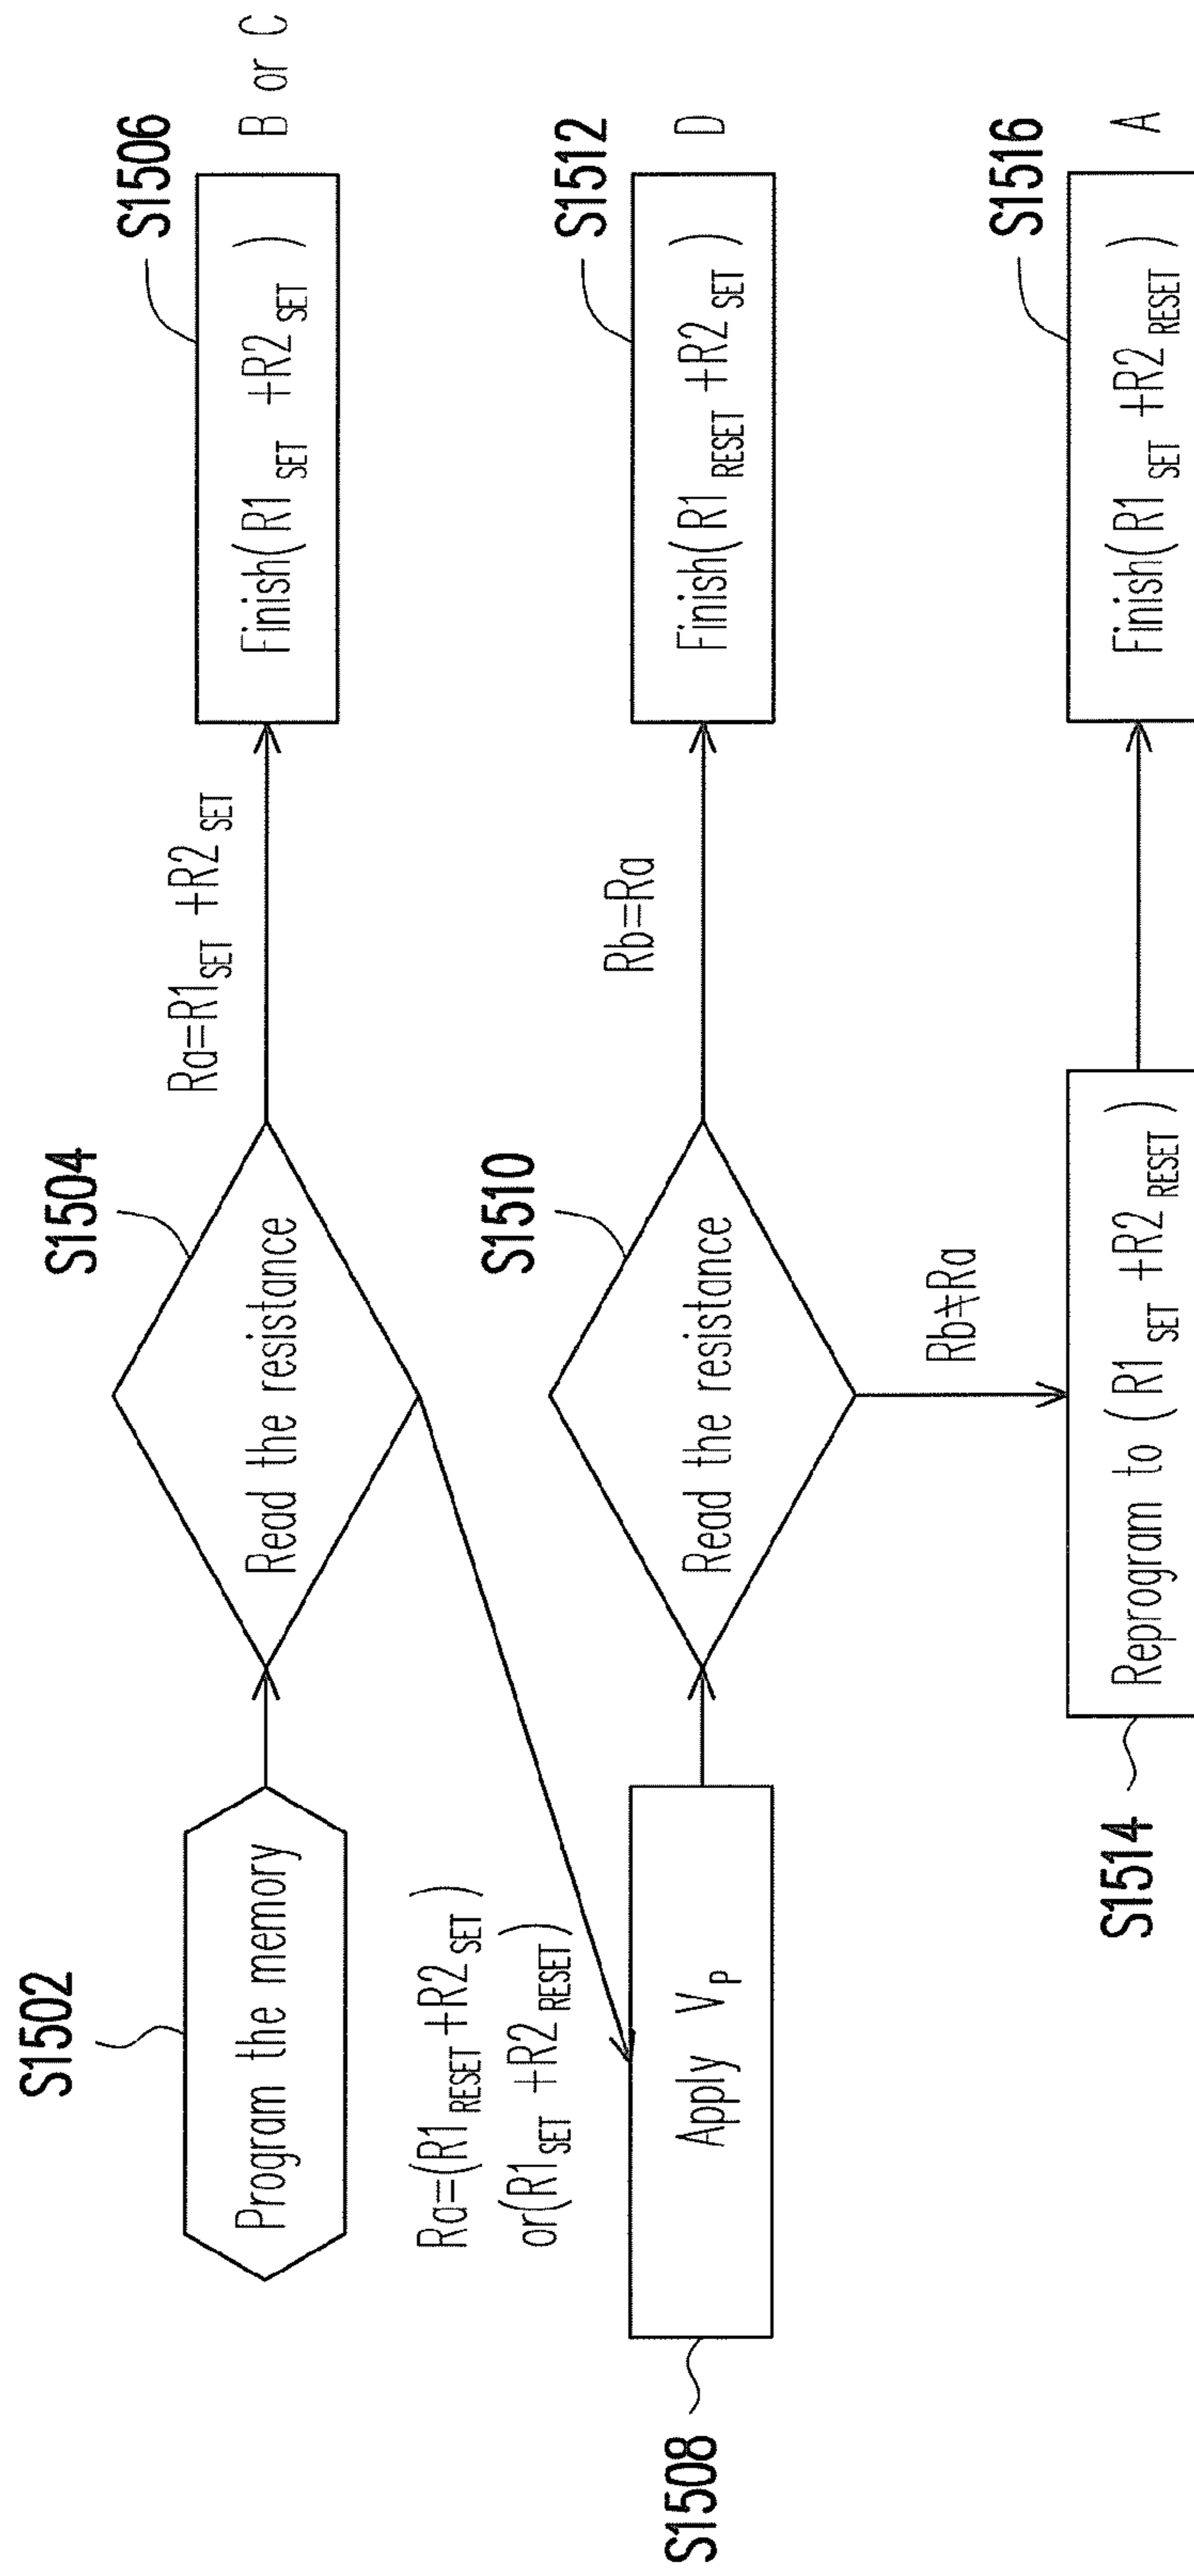 S1502
Program the memory
S1504
Read the resistance
Ra=R1SET +R2SET
S1506
Finish(R1SET +R2SET)
B or C
Ra=(R1RESET+R2SET)
or(R1SET +R2RESET)
S1508
Apply VP
S1510
Read the resistance
Rb=Ra
S1512
Finish(R1RESET +R2SET)
D
Rb≠Ra
S1514
Reprogram to (R1SET +R2RESET)
S1516
Finish(R1SET +R2RESET)
A